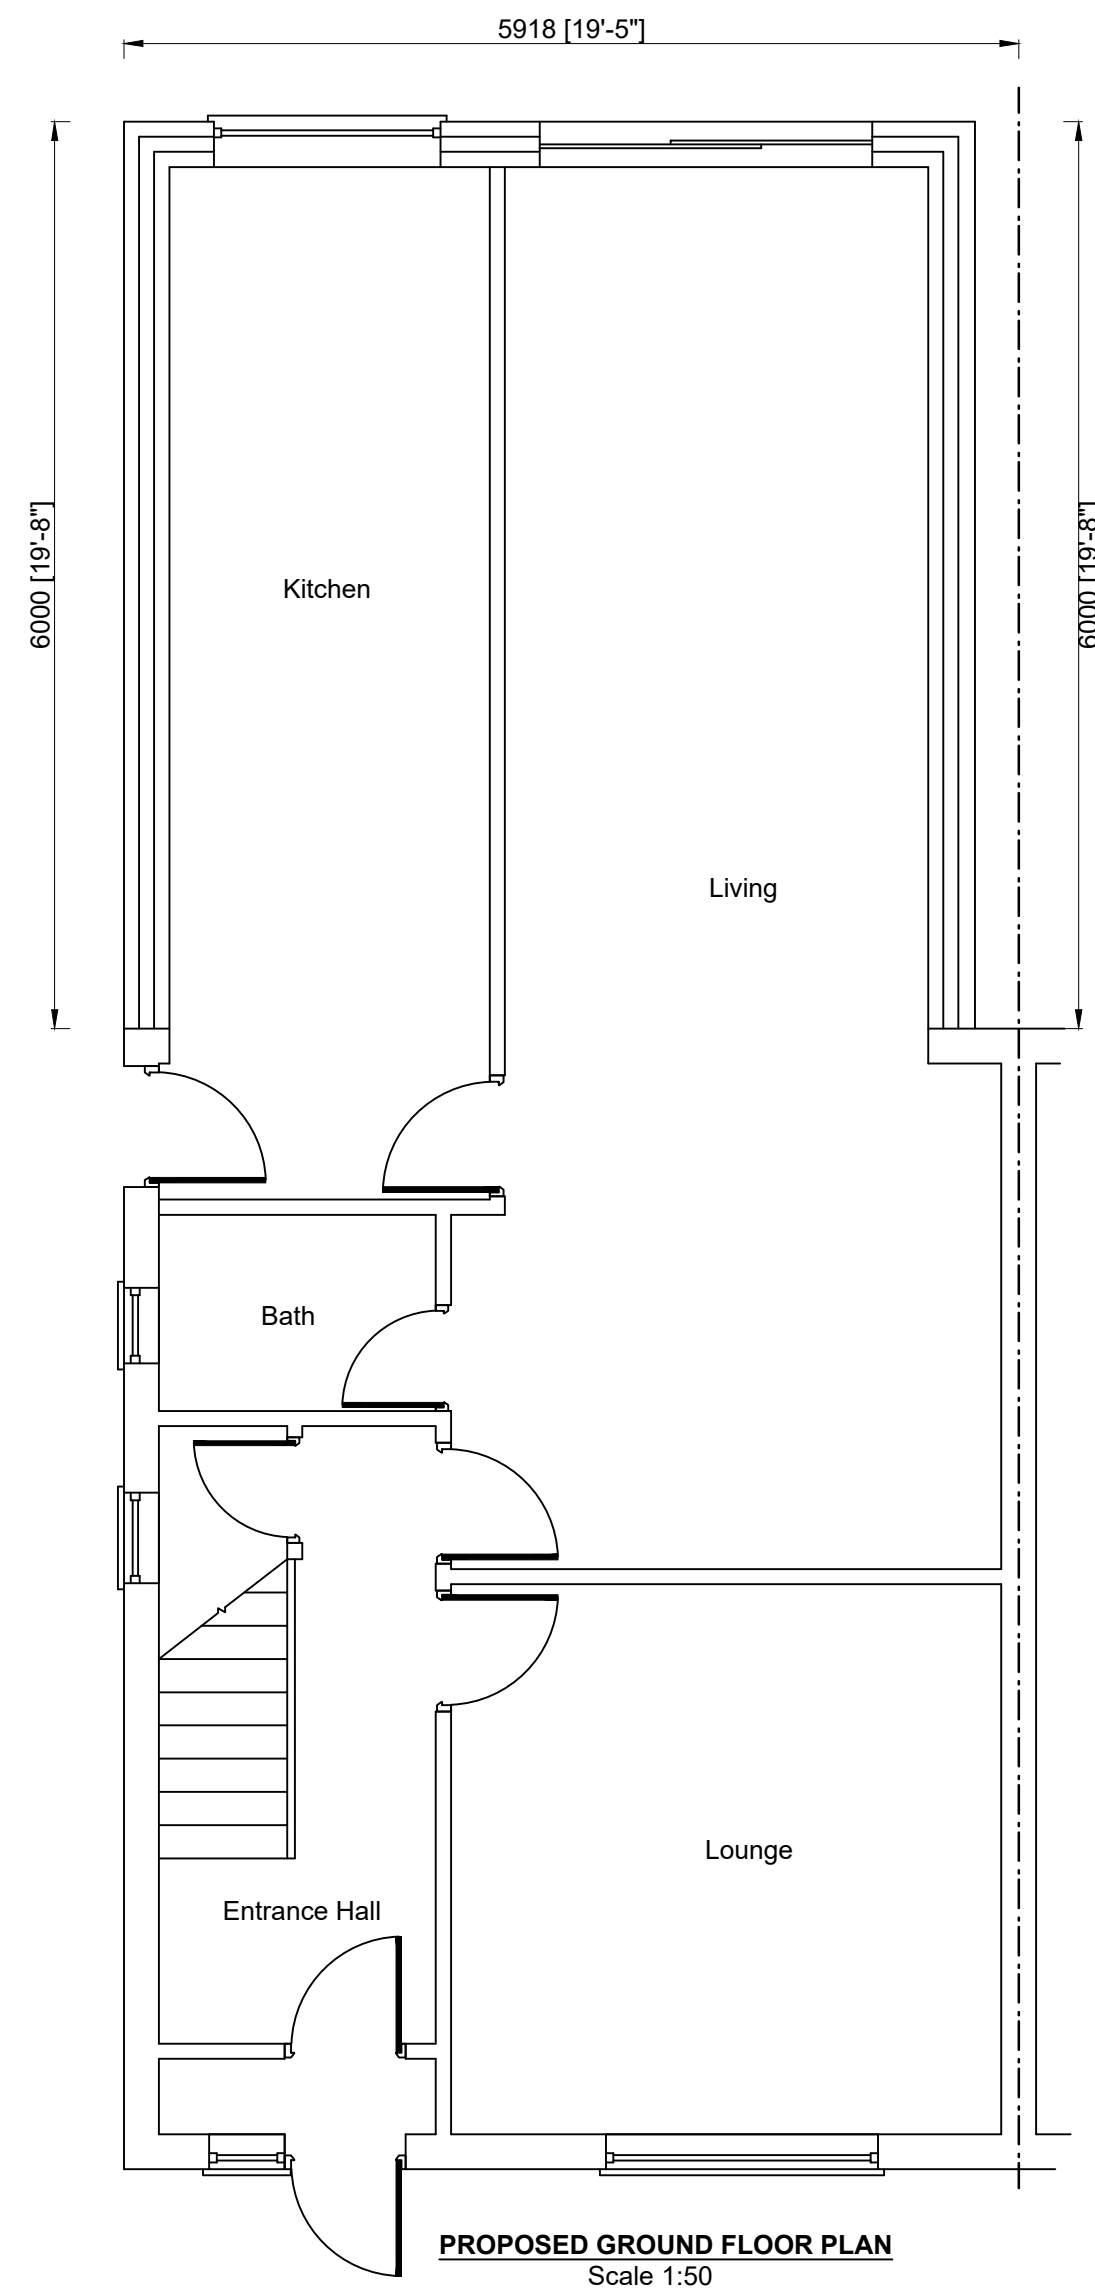 5918 [19'-5"]
6000 [19'-8"]
6000 [19'-8"]
Kitchen
Living
Bath
Lounge
Entrance Hall
PROPOSED GROUND FLOOR PLAN
Scale 1:50